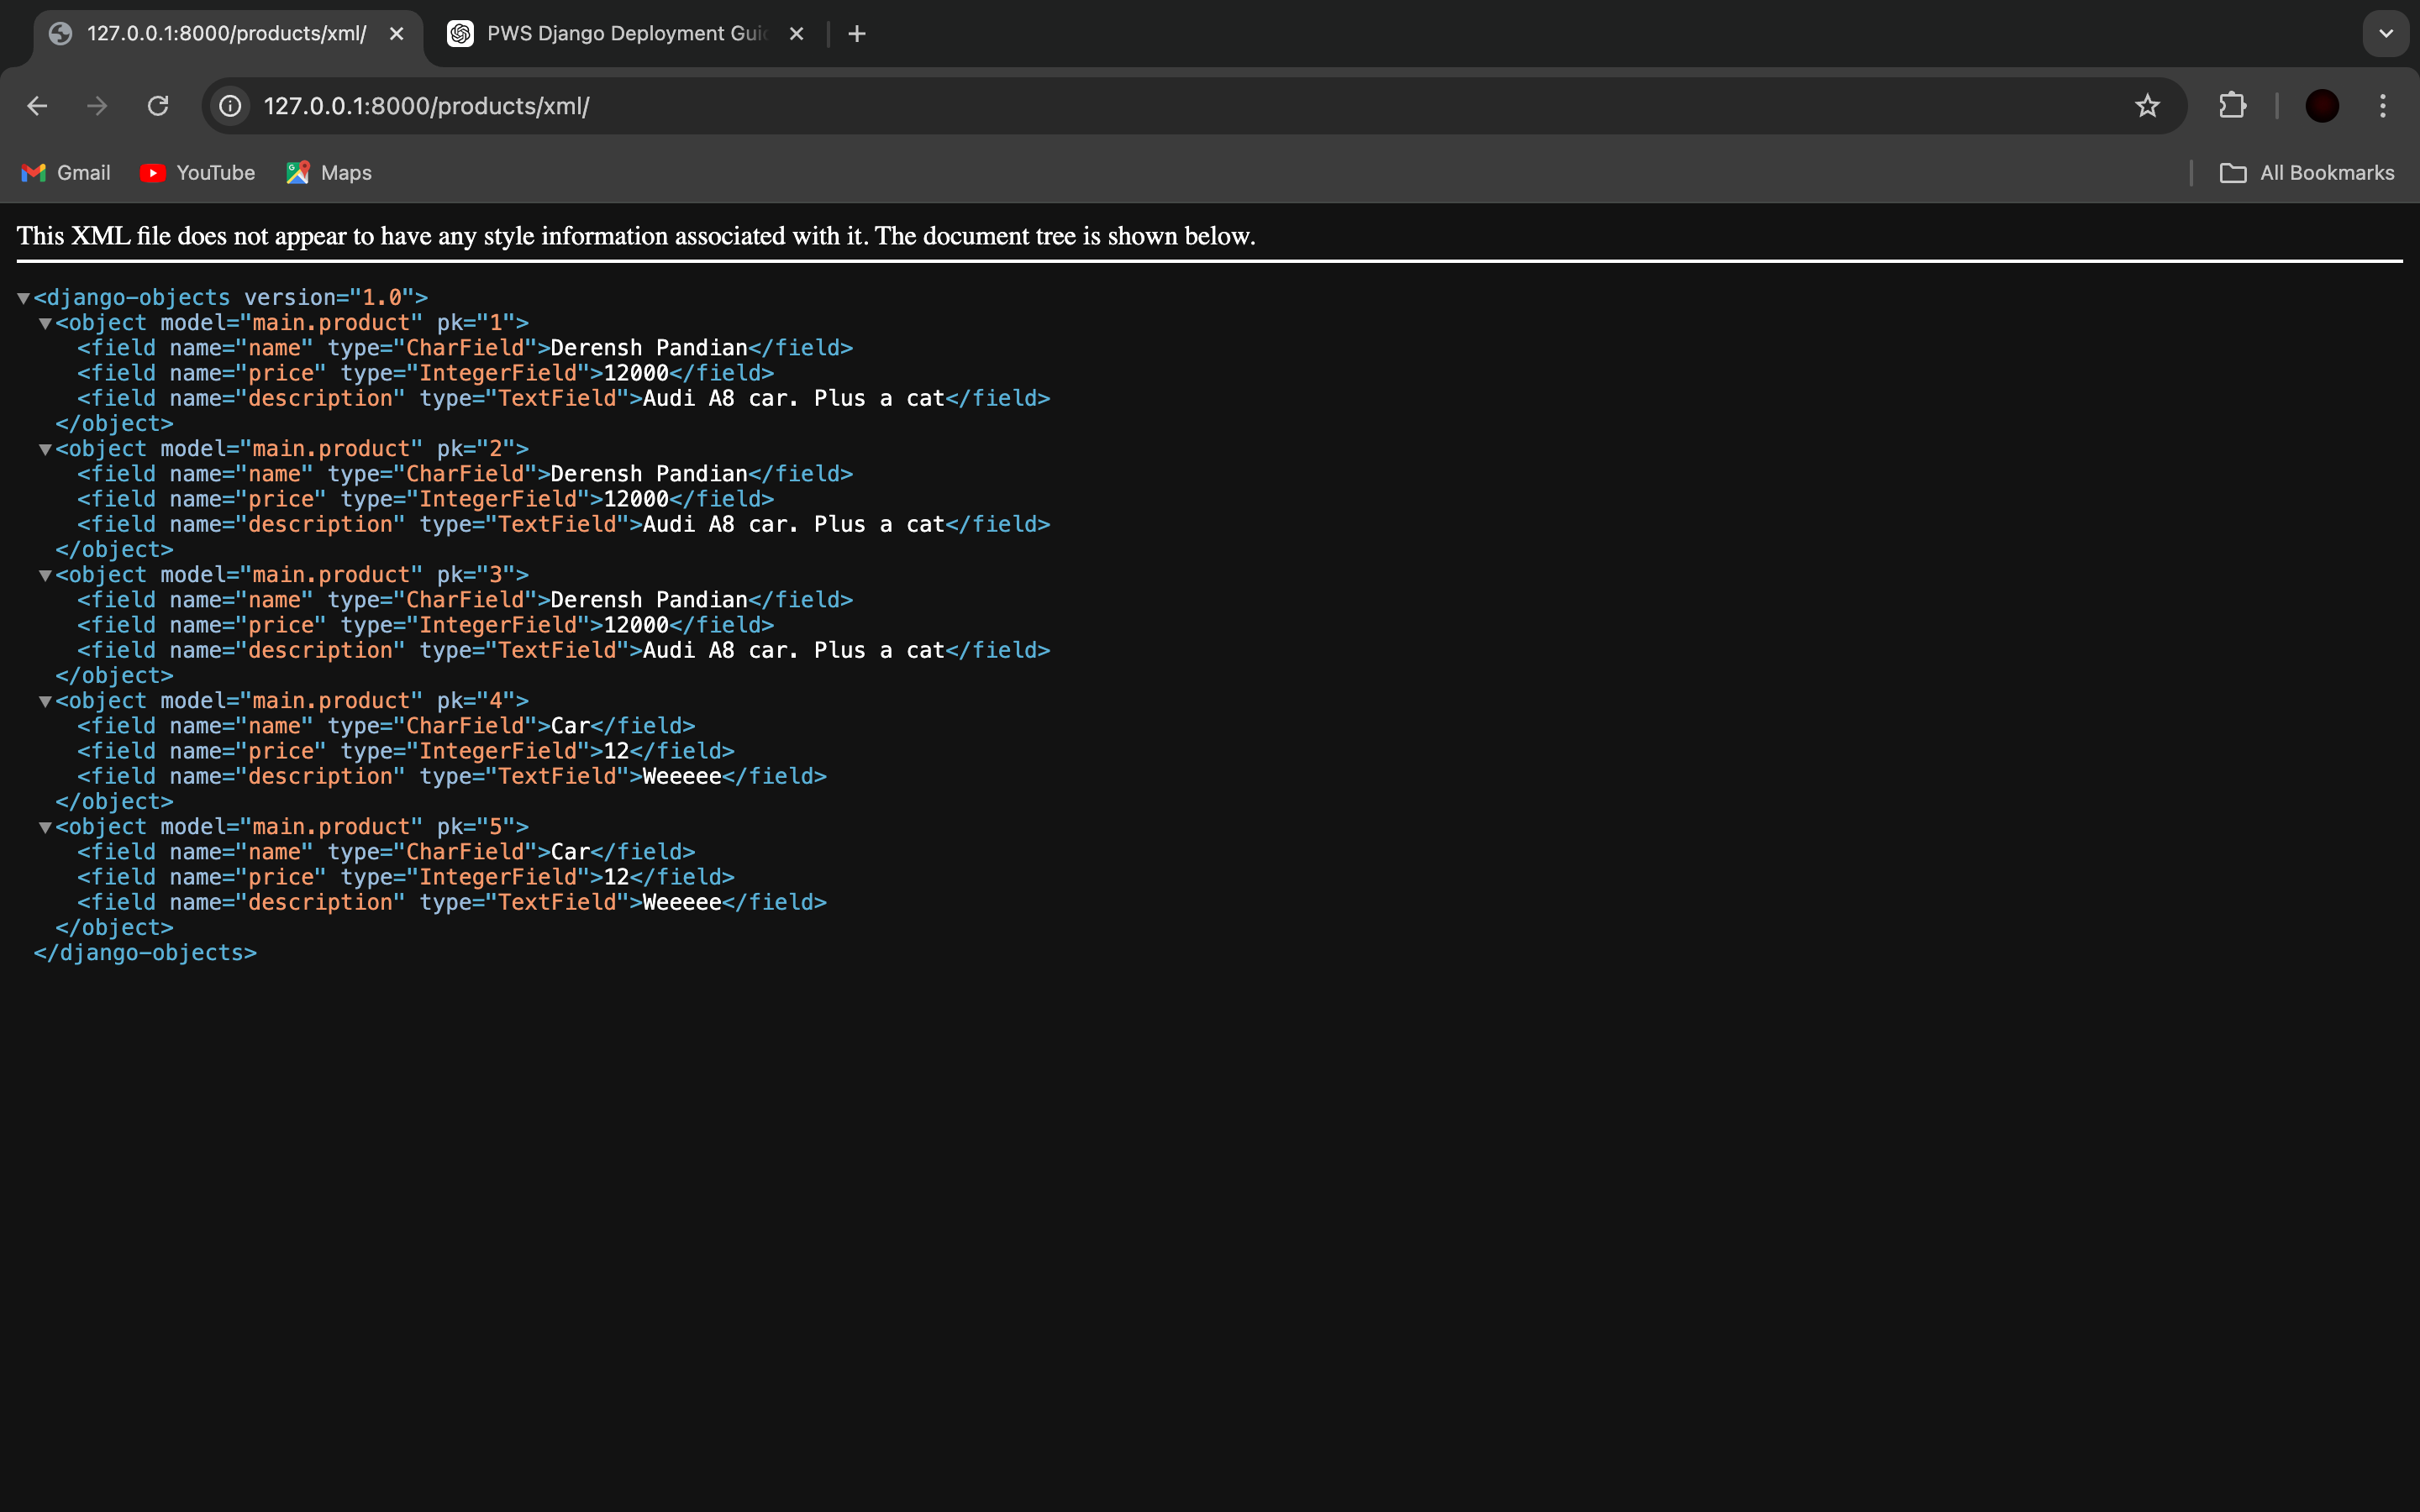 127.0.0.1:8000/products/xml/
PWS Django Deployment Gui
127.0.0.1:8000/products/xml/
Gmail
YouTube
Maps
All Bookmarks
This XML file does not appear to have any style information associated with it. The document tree is shown below.
<django-objects version="1.0">
<object model="main.product" pk="1">
<field name="name" type="CharField">Derensh Pandian</field>
<field name="price" type="IntegerField">12000</field>
<field name="description" type="TextField">Audi A8 car. Plus a cat</field>
</object>
<object model="main.product" pk="2">
<field name="name" type="CharField">Derensh Pandian</field>
<field name="price" type="IntegerField">12000</field>
<field name="description" type="TextField">Audi A8 car. Plus a cat</field>
</object>
<object model="main.product" pk="3">
<field name="name" type="CharField">Derensh Pandian</field>
<field name="price" type="IntegerField">12000</field>
<field name="description" type="TextField">Audi A8 car. Plus a cat</field>
</object>
<object model="main.product" pk="4">
<field name="name" type="CharField">Car</field>
<field name="price" type="IntegerField">12</field>
<field name="description" type="TextField">Weeeee</field>
</object>
<object model="main.product" pk="5">
<field name="name" type="CharField">Car</field>
<field name="price" type="IntegerField">12</field>
<field name="description" type="TextField">Weeeee</field>
</object>
</django-objects>